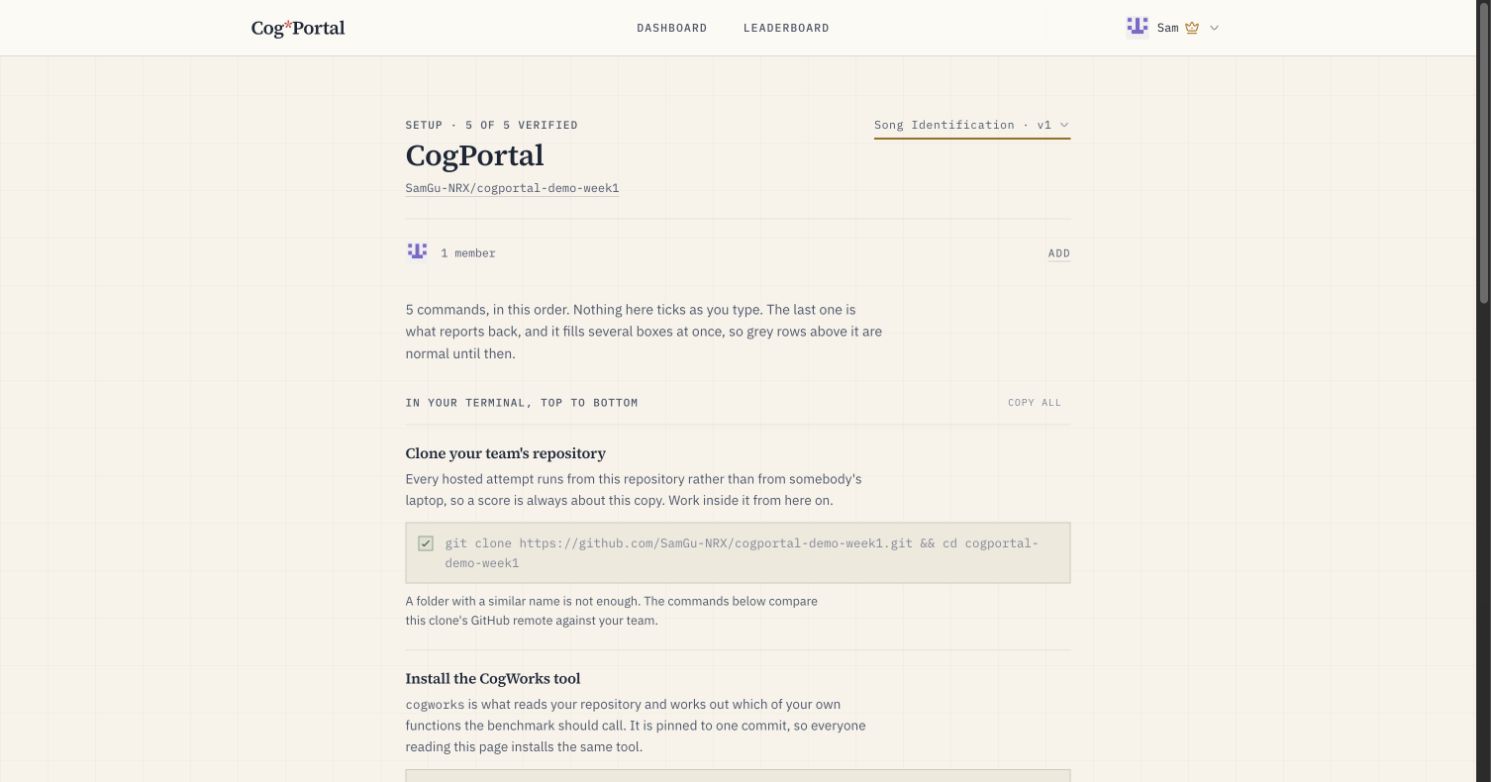 Cog*Portal
DASHBOARD
LEADERBOARD
Sam
SETUP · 5 OF 5 VERIFIED
Song Identification · v1
CogPortal
SamGu-NRX/cogportal-demo-week1
1 member
ADD
5 commands, in this order. Nothing here ticks as you type. The last one is
what reports back, and it fills several boxes at once, so grey rows above it are
normal until then.
IN YOUR TERMINAL, TOP TO BOTTOM
COPY ALL
Clone your team's repository
Every hosted attempt runs from this repository rather than from somebody's
laptop, so a score is always about this copy. Work inside it from here on.
git clone https://github.com/SamGu-NRX/cogportal-demo-week1.git && cd cogportal-
demo-week1
A folder with a similar name is not enough. The commands below compare
this clone's GitHub remote against your team.
Install the CogWorks tool
cogworks is what reads your repository and works out which of your own
functions the benchmark should call. It is pinned to one commit, so everyone
reading this page installs the same tool.